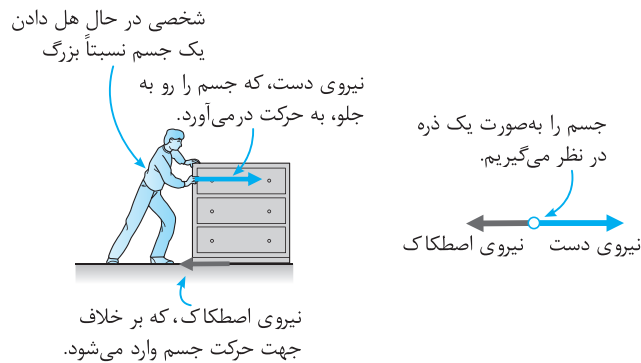 شخصی در حال هل دادن
یک جسم نسبتاً بزرگ
نیروی دست، که جسم را رو به
جلو، به حرکت درمی‌آورد.
جسم را به‌صورت یک ذره
در نظر می‌گیریم.
نیروی دست
نیروی اصطکاک
نیروی اصطکاک، که بر خلاف
جهت حرکت جسم وارد می‌شود.